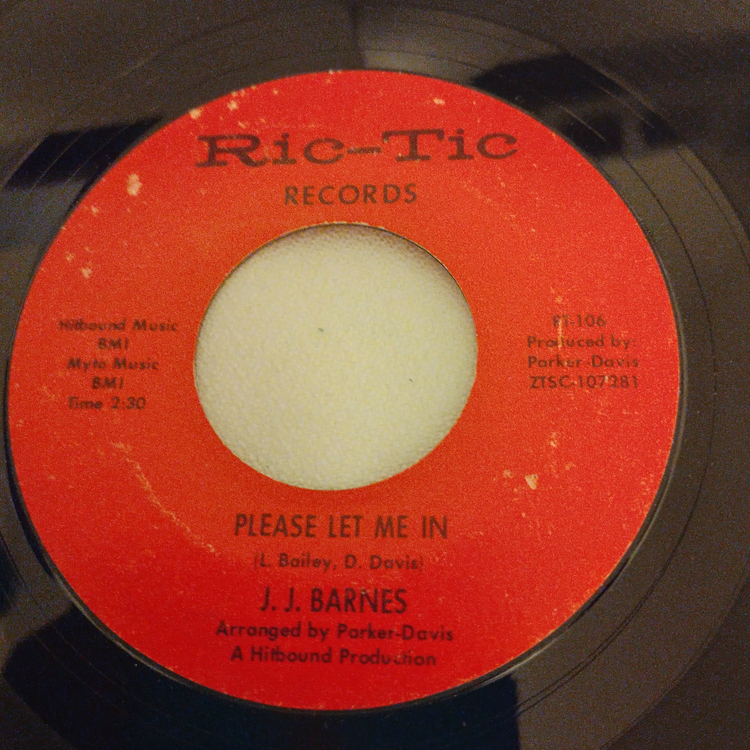 Ric-Tic
RECORDS
Hitbound Music
BMI
Myto Music
BMI
Time 2:30
RT-106
Produced by:
Parker-Davis
ZTSC-107281
PLEASE LET ME IN
(L. Bailey, D. Davis)
J. J. BARNES
Arranged by Parker-Davis
A Hitbound Production